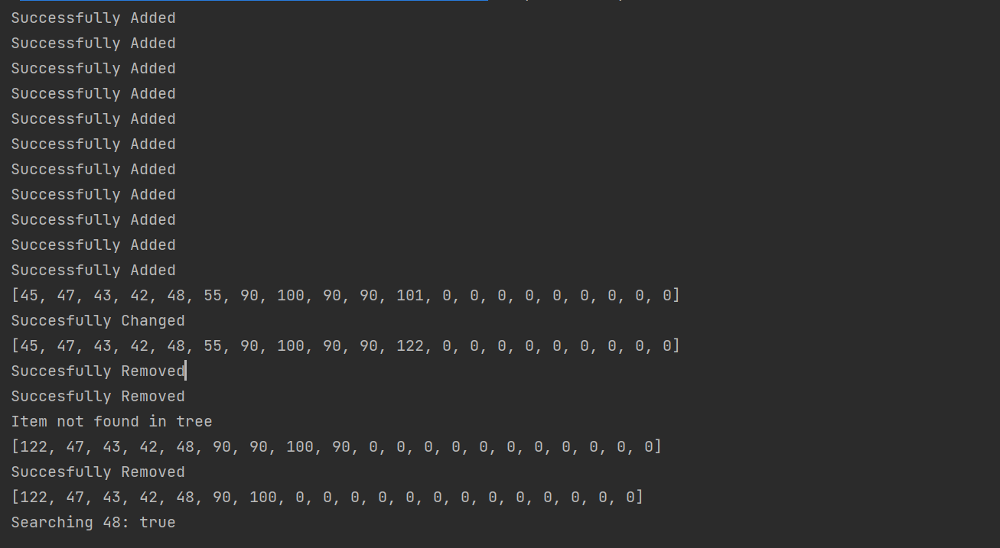 Successfully Added
Successfully Added
Successfully Added
Successfully Added
Successfully Added
Successfully Added
Successfully Added
Successfully Added
Successfully Added
Successfully Added
Successfully Added
[45, 47, 43, 42, 48, 55, 90, 100, 90, 90, 101, 0, 0, 0, 0, 0, 0, 0, 0, 0]
Succesfully Changed
[45, 47, 43, 42, 48, 55, 90, 100, 90, 90, 122, 0, 0, 0, 0, 0, 0, 0, 0, 0]
Succesfully Removed
Succesfully Removed
Item not found in tree
[122, 47, 43, 42, 48, 90, 90, 100, 90, 0, 0, 0, 0, 0, 0, 0, 0, 0, 0, 0]
Succesfully Removed
[122, 47, 43, 42, 48, 90, 100, 0, 0, 0, 0, 0, 0, 0, 0, 0, 0, 0, 0, 0]
Searching 48: true